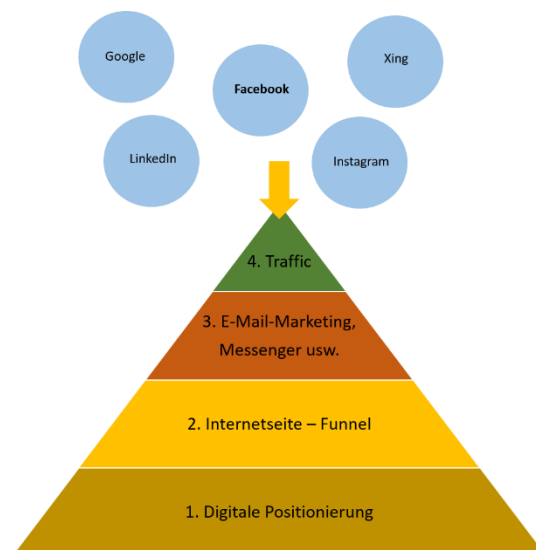 Google
Facebook
Xing
LinkedIn
Instagram
4. Traffic
3. E-Mail-Marketing,
Messenger usw.
2. Internetseite – Funnel
1. Digitale Positionierung